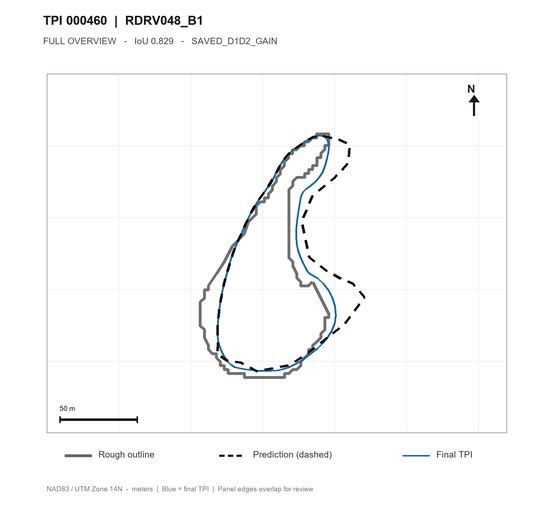 TPI 000460 | RDRV048_B1
FULL OVERVIEW - IoU 0.829 - SAVED_D1D2_GAIN
N
50 m
Rough outline
Prediction (dashed)
Final TPI
NAD83 / UTM Zone 14N - meters | Blue = final TPI | Panel edges overlap for review